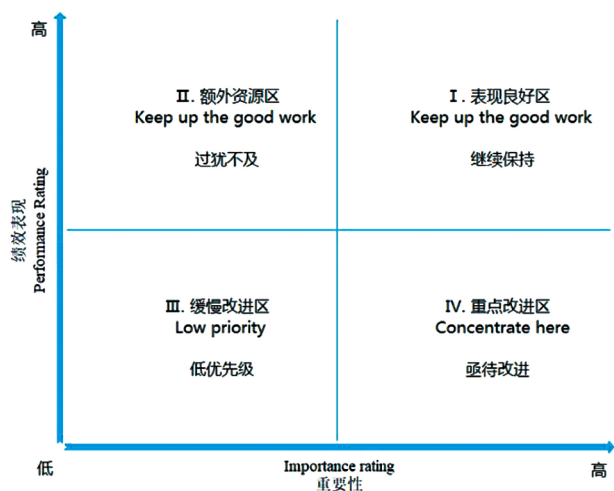 高
Ⅱ. 额外资源区
Keep up the good work
过犹不及
Ⅰ. 表现良好区
Keep up the good work
继续保持
绩效表现
Performance Rating
Ⅲ. 缓慢改进区
Low priority
低优先级
Ⅳ. 重点改进区
Concentrate here
亟待改进
低
Importance rating
重要性
高